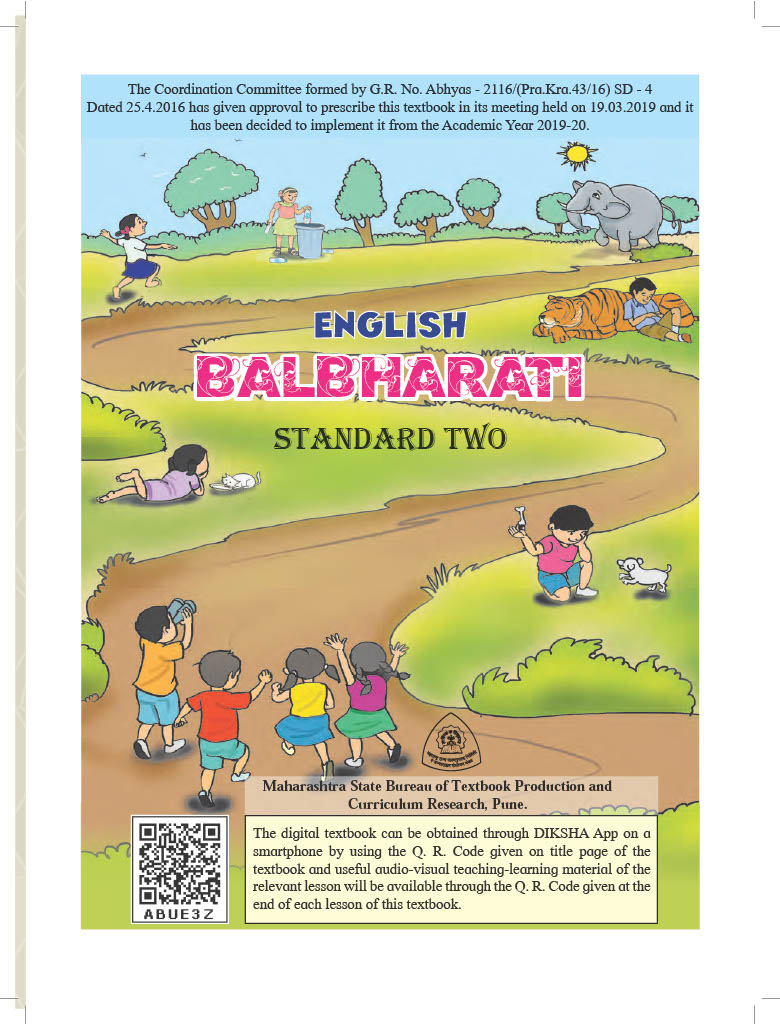 The Coordination Committee formed by G.R. No. Abhyas - 2116/(Pra.Kra.43/16) SD - 4
Dated 25.4.2016 has given approval to prescribe this textbook in its meeting held on 19.03.2019 and it
has been decided to implement it from the Academic Year 2019-20.
ENGLISH
BALBHARATI
STANDARD TWO
Maharashtra State Bureau of Textbook Production and
Curriculum Research, Pune.
The digital textbook can be obtained through DIKSHA App on a
smartphone by using the Q. R. Code given on title page of the
textbook and useful audio-visual teaching-learning material of the
relevant lesson will be available through the Q. R. Code given at the
end of each lesson of this textbook.
ABUE3Z